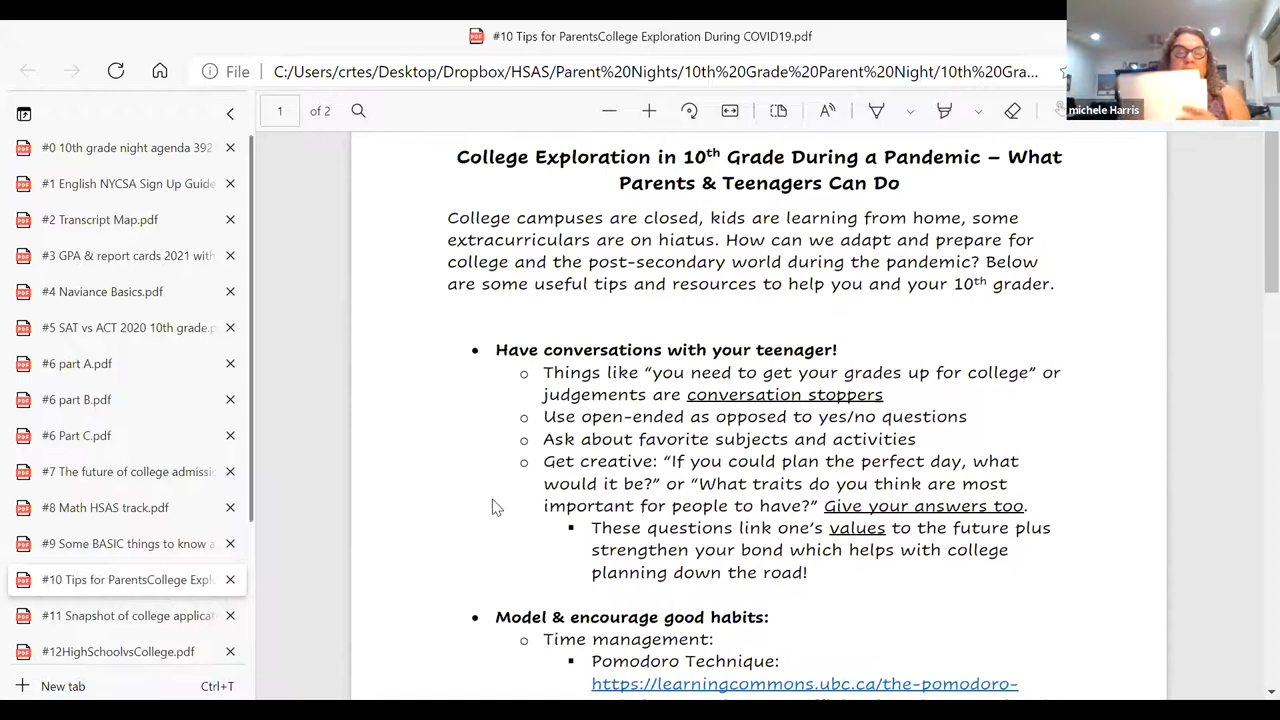 #10 Tips for ParentsCollege Exploration During COVID19.pdf
File
C:/Users/crtes/Desktop/Dropbox/HSAS/Parent%20Nights/10th%20Grade%20Parent%20Night/10th%20Gra...
michele Harris
1 of 2
#0 10th grade night agenda 392
#1 English NYCSA Sign Up Guide
#2 Transcript Map.pdf
#3 GPA & report cards 2021 with
#4 Naviance Basics.pdf
#5 SAT vs ACT 2020 10th grade.p
#6 part A.pdf
#6 part B.pdf
#6 Part C.pdf
#7 The future of college admissi
#8 Math HSAS track.pdf
#9 Some BASIC things to know a
#10 Tips for ParentsCollege Expl
#11 Snapshot of college applica
#12HighSchoolvsCollege.pdf
New tab Ctrl+T
College Exploration in 10th Grade During a Pandemic – What
Parents & Teenagers Can Do
College campuses are closed, kids are learning from home, some
extracurriculars are on hiatus. How can we adapt and prepare for
college and the post-secondary world during the pandemic? Below
are some useful tips and resources to help you and your 10th grader.
• Have conversations with your teenager!
o Things like “you need to get your grades up for college” or
judgements are conversation stoppers
o Use open-ended as opposed to yes/no questions
o Ask about favorite subjects and activities
o Get creative: “If you could plan the perfect day, what
would it be?” or “What traits do you think are most
important for people to have?” Give your answers too.
▪ These questions link one’s values to the future plus
strengthen your bond which helps with college
planning down the road!
• Model & encourage good habits:
o Time management:
▪ Pomodoro Technique:
https://learningcommons.ubc.ca/the-pomodoro-